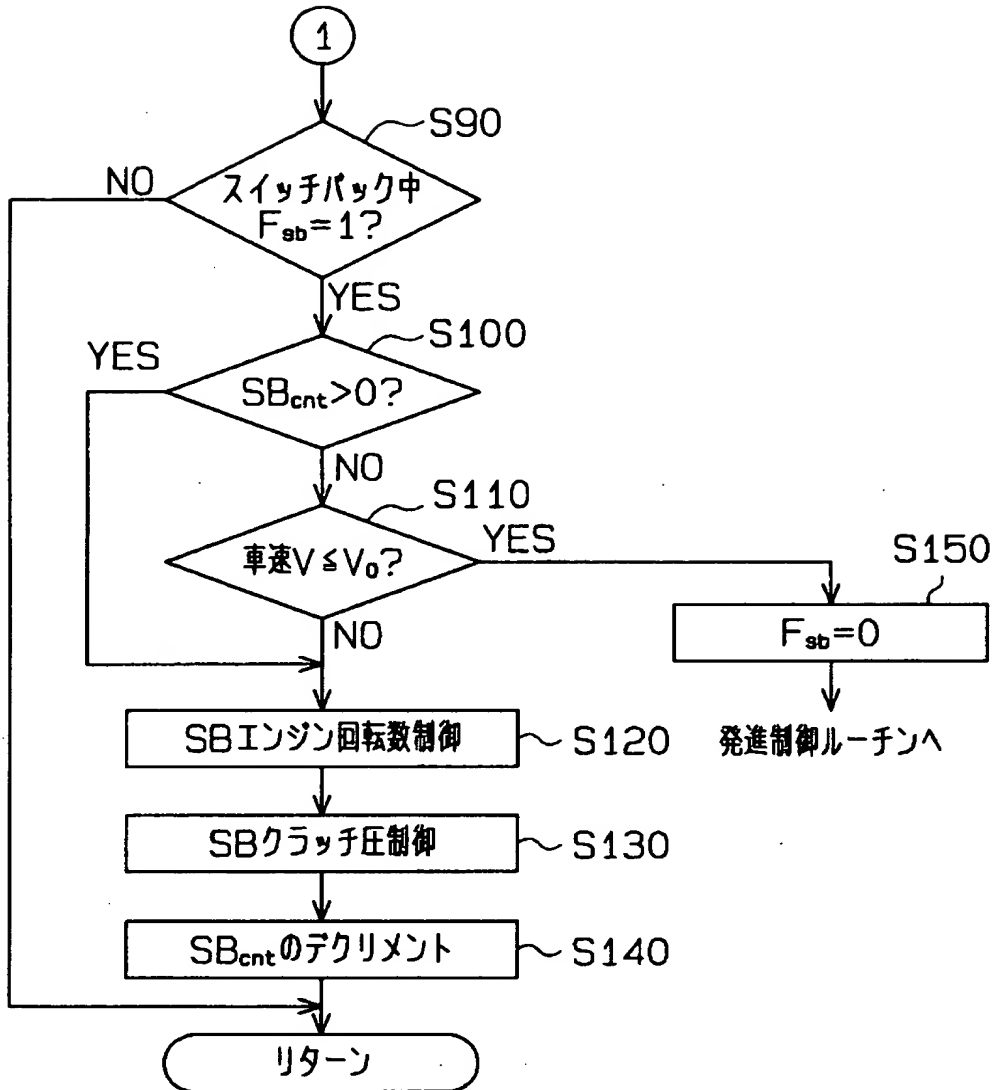 1
S90
NO
スイッチバック中
Fsb=1?
YES
S100
YES
SBcnt>0?
NO
S110
車速V≦V0?
YES
S150
NO
Fsb=0
SBエンジン回転数制御
S120
発進制御ルーチンへ
SBクラッチ圧制御
S130
SBcntのデクリメント
S140
リターン